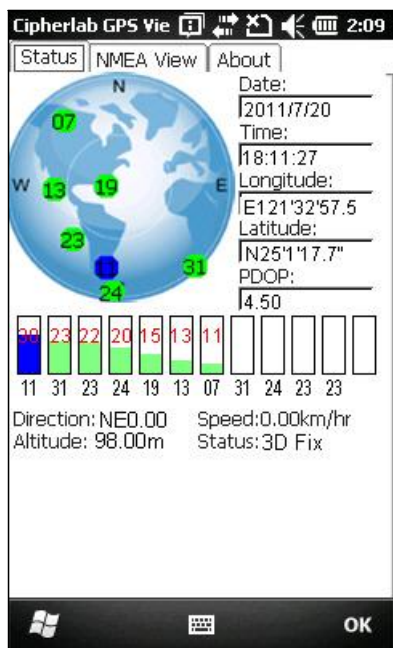 Cipherlab GPS Vie 2:09
Status NMEA View About
N
W
E
07
13
19
23
11
31
24
Date:
2011/7/20
Time:
18:11:27
Longitude:
E121'32'57.5
Latitude:
N25'1'17.7"
PDOP:
4.50
30 23 22 20 15 13 11
11 31 23 24 19 13 07 31 24 23 23
Direction: NE0.00 Speed:0.00km/hr
Altitude: 98.00m Status: 3D Fix
OK